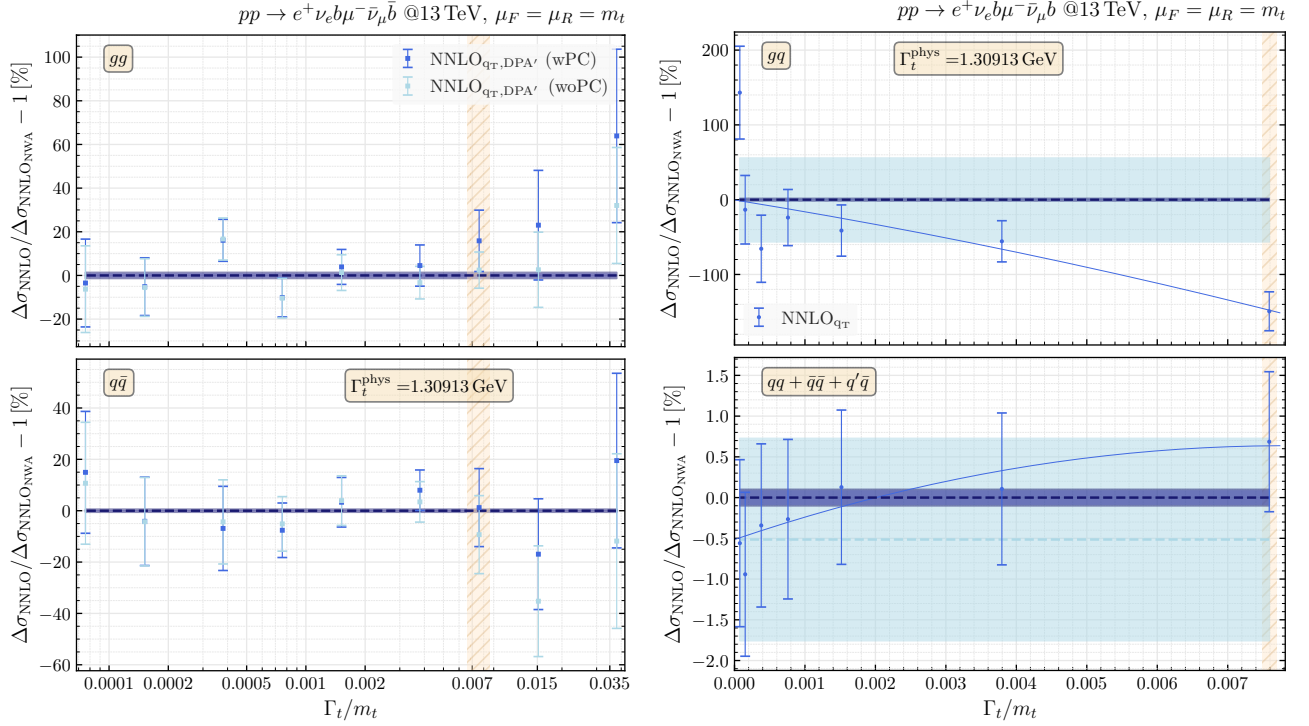 pp → e⁺ν_e bμ⁻ν̄_μ b̄ @13 TeV, μ_F = μ_R = m_t
Δσ_NNLO/Δσ_NNLO_NWA − 1 [%]
gg
NNLO_{q_T,DPA′} (wPC)
NNLO_{q_T,DPA′} (woPC)
100
80
60
40
20
0
−20
Δσ_NNLO/Δσ_NNLO_NWA − 1 [%]
qq̄
Γ_t^phys =1.30913 GeV
40
20
0
−20
−40
−60
0.0001 0.0002 0.0005 0.001 0.002 0.007 0.015 0.035
Γ_t/m_t
pp → e⁺ν_e bμ⁻ν̄_μ b̄ @13 TeV, μ_F = μ_R = m_t
Δσ_NNLO/Δσ_NNLO_NWA − 1 [%]
gq
Γ_t^phys =1.30913 GeV
200
100
0
−100
NNLO_{q_T}
Δσ_NNLO/Δσ_NNLO_NWA − 1 [%]
qq + q̄q̄ + q′q̄
1.5
1.0
0.5
0.0
−0.5
−1.0
−1.5
−2.0
0.000 0.001 0.002 0.003 0.004 0.005 0.006 0.007
Γ_t/m_t